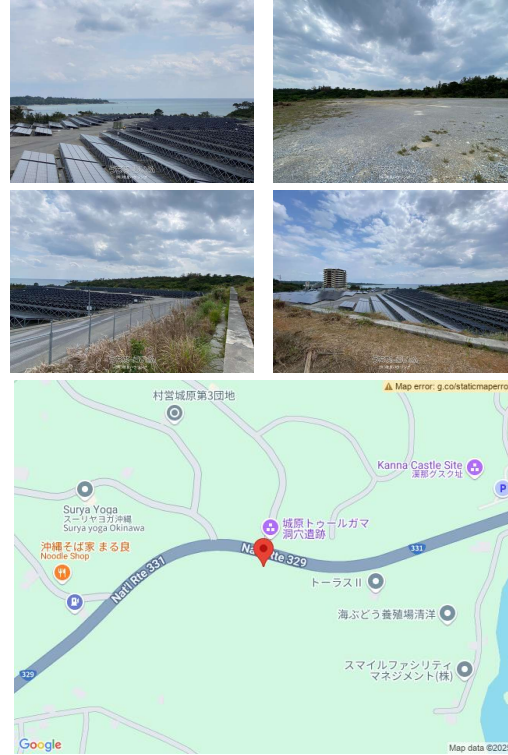 ⚠ Map error: g.co/staticmaperro
村営城原第3団地
Kanna Castle Site
漢那グスク址
P
Surya Yoga
スーリヤヨガ沖縄
Surya yoga Okinawa
城原トゥールガマ
洞穴遺跡
沖縄そば家 まる良
Noodle Shop
Nat'l Rte 331
Nat'l Rte 329
331
トーラスⅡ
海ぶどう養殖場清洋
スマイルファシリティ
マネジメント(株)
329
Google
Map data ©2025